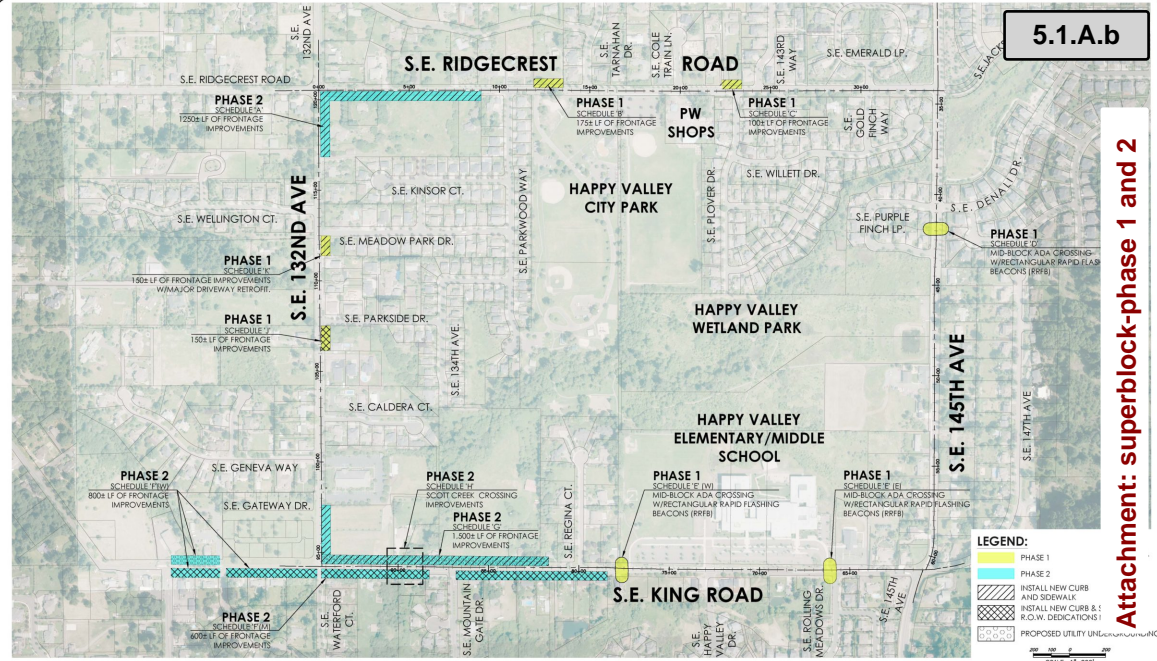 5.1.A.b
Attachment: superblock-phase 1 and 2
S.E.
132ND AVE
S.E. RIDGECREST ROAD
S.E. RIDGECREST
ROAD
S.E.
TARNAHAN
DR.
S.E. COLE
TRAIN LN.
S.E. 143RD
WAY
S.E. EMERALD LP.
PHASE 2
SCHEDULE 'A'
1250± LF OF FRONTAGE
IMPROVEMENTS
PHASE 1
SCHEDULE 'B'
175± LF OF FRONTAGE
IMPROVEMENTS
PW
SHOPS
PHASE 1
SCHEDULE 'C'
100± LF OF FRONTAGE
IMPROVEMENTS
S.E.
GOLD
FINCH
WAY
S.E. KINSOR CT.
S.E. PARKWOOD WAY
HAPPY VALLEY
CITY PARK
S.E. PLOVER DR.
S.E. WILLETT DR.
S.E. DENALI DR.
S.E. WELLINGTON CT.
S.E. 132ND AVE
S.E. MEADOW PARK DR.
S.E. PURPLE
FINCH LP.
PHASE 1
SCHEDULE 'D'
MID-BLOCK ADA CROSSING
W/RECTANGULAR RAPID FLASH
BEACONS (RRFB)
PHASE 1
SCHEDULE 'K'
150± LF OF FRONTAGE IMPROVEMENTS
W/MAJOR DRIVEWAY RETROFIT.
PHASE 1
SCHEDULE 'J'
150± LF OF FRONTAGE
IMPROVEMENTS
S.E. PARKSIDE DR.
S.E. 134TH AVE.
HAPPY VALLEY
WETLAND PARK
S.E. 145TH AVE
S.E. 147TH AVE
S.E. CALDERA CT.
HAPPY VALLEY
ELEMENTARY/MIDDLE
SCHOOL
S.E. GENEVA WAY
S.E. GATEWAY DR.
PHASE 2
SCHEDULE 'F'(W)
800± LF OF FRONTAGE
IMPROVEMENTS
PHASE 2
SCHEDULE 'H'
SCOTT CREEK CROSSING
IMPROVEMENTS
PHASE 2
SCHEDULE 'G'
1,500± LF OF FRONTAGE
IMPROVEMENTS
S.E. REGINA CT.
PHASE 1
SCHEDULE 'E' (W)
MID-BLOCK ADA CROSSING
W/RECTANGULAR RAPID FLASHING
BEACONS (RRFB)
PHASE 1
SCHEDULE 'E' (E)
MID-BLOCK ADA CROSSING
W/RECTANGULAR RAPID FLASHING
BEACONS (RRFB)
PHASE 2
SCHEDULE 'F'(M)
600± LF OF FRONTAGE
IMPROVEMENTS
S.E.
WATERFORD
CT.
S.E. MOUNTAIN
GATE DR.
S.E. KING ROAD
S.E.
HAPPY
VALLEY
DR.
S.E. ROLLING
MEADOWS DR.
S.E. 145TH
AVE
LEGEND:
PHASE 1
PHASE 2
INSTALL NEW CURB
AND SIDEWALK
INSTALL NEW CURB &
R.O.W. DEDICATIONS
PROPOSED UTILITY UNDERGROUNDING
200 100 0 200